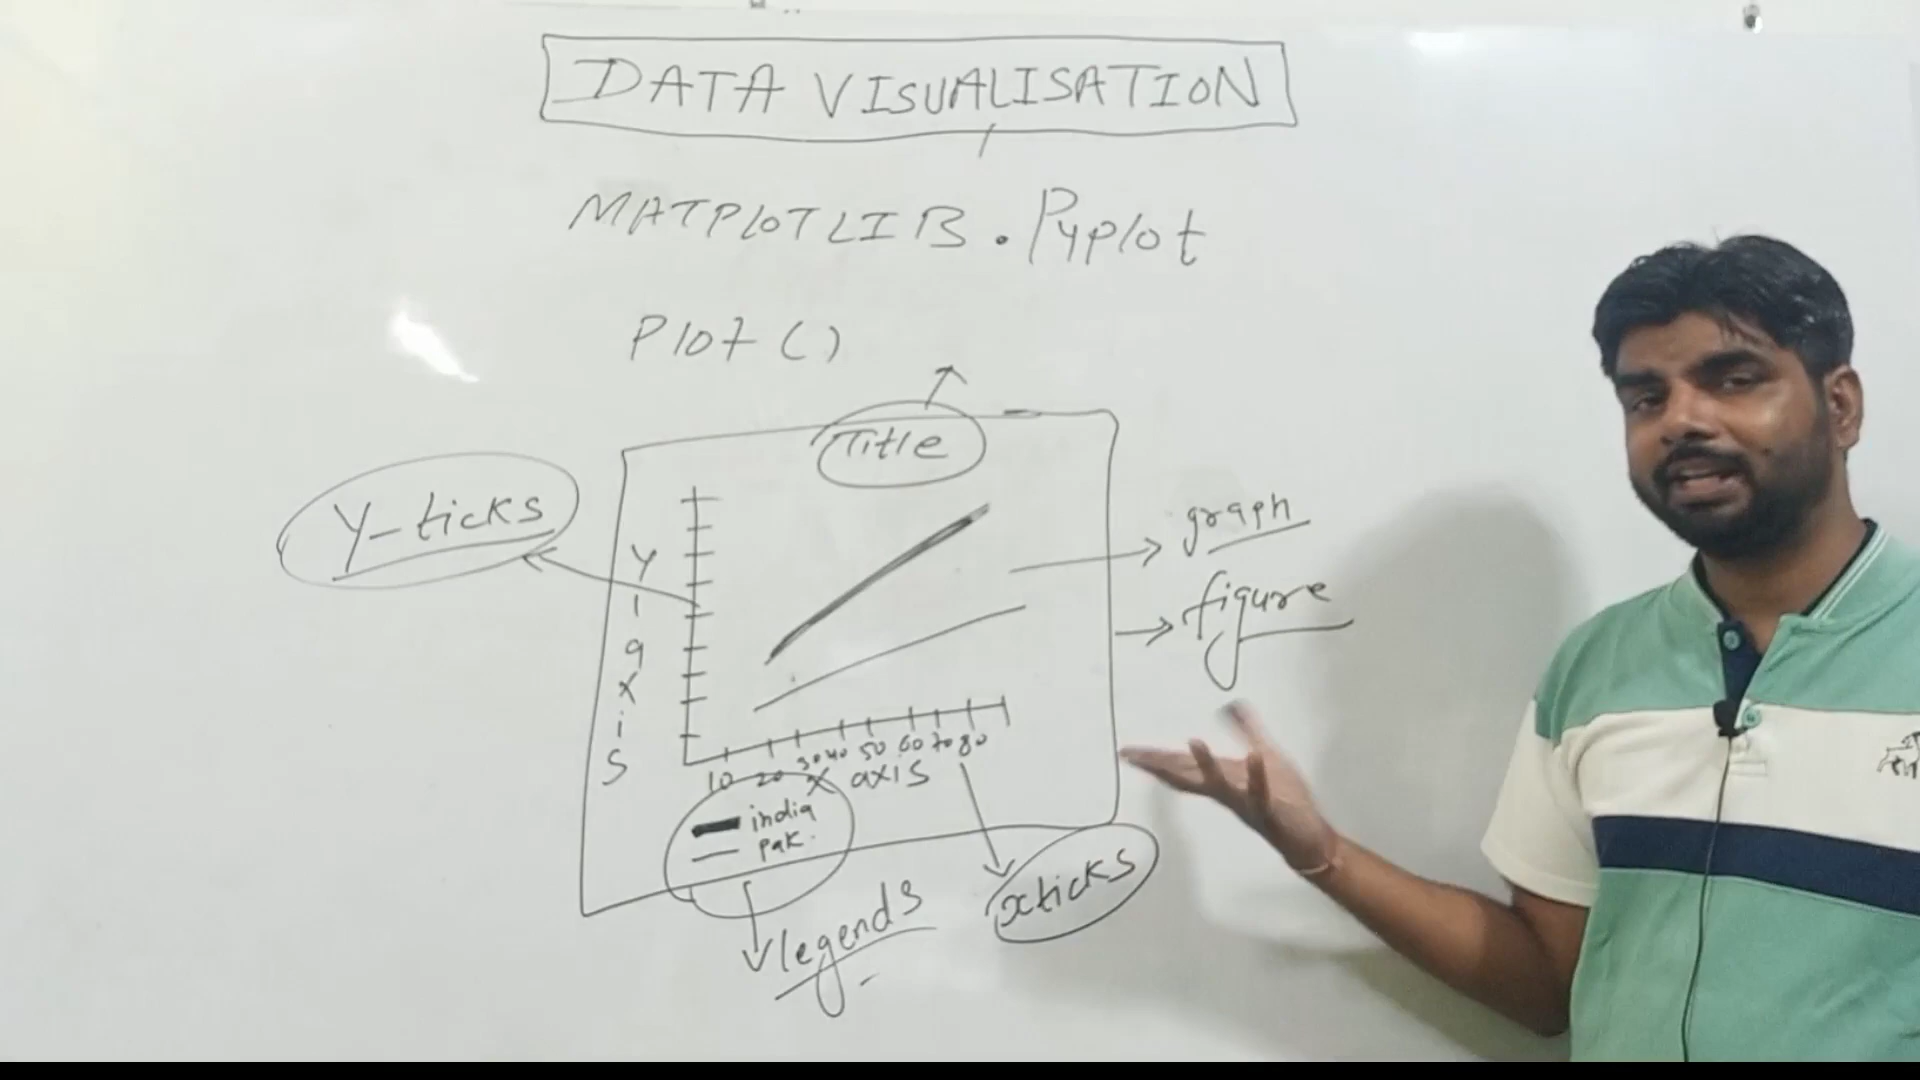 DATA VISUALISATION
MATPLOTLIB.Pyplot
Plot()
Title
Y-ticks
graph
figure
Y axis
10 20 30 40 50 60 70 80
X axis
india
pak.
xticks
legends